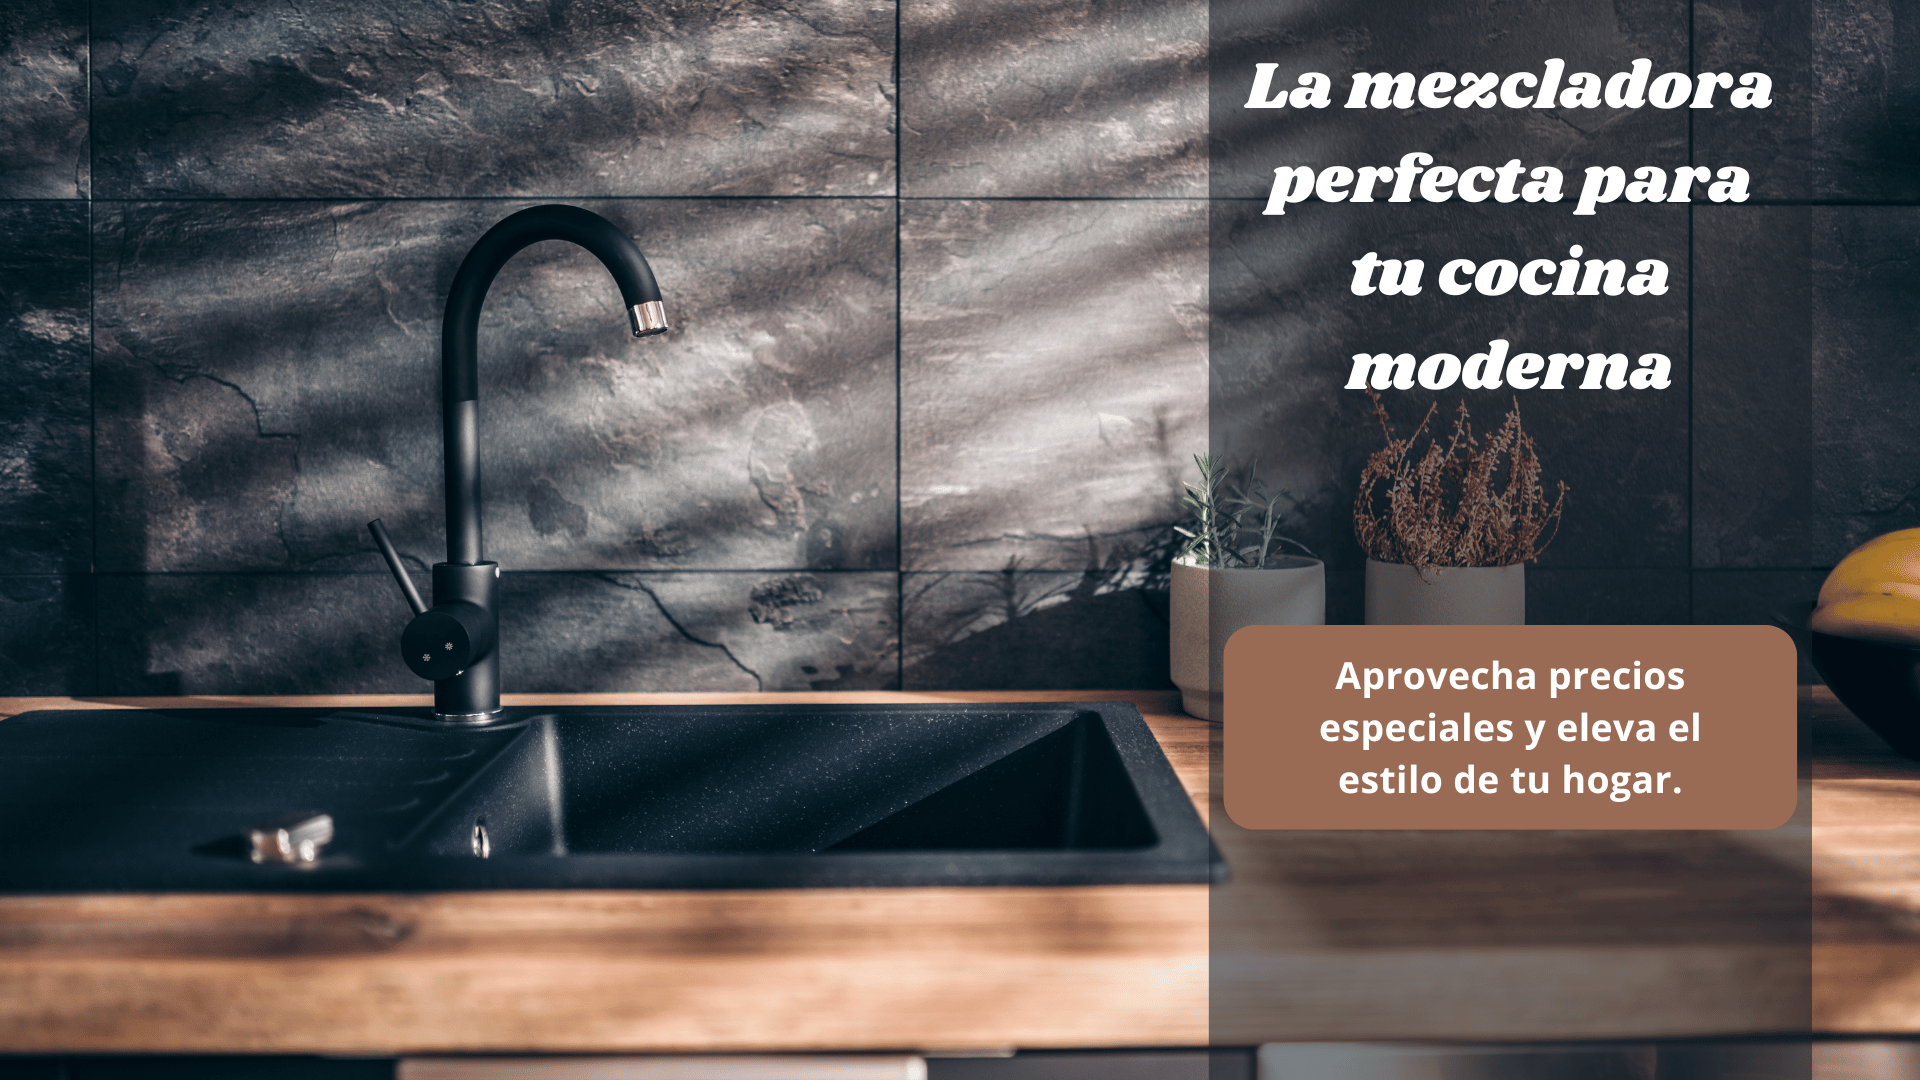 La mezcladora
perfecta para
tu cocina
moderna
Aprovecha precios
especiales y eleva el
estilo de tu hogar.